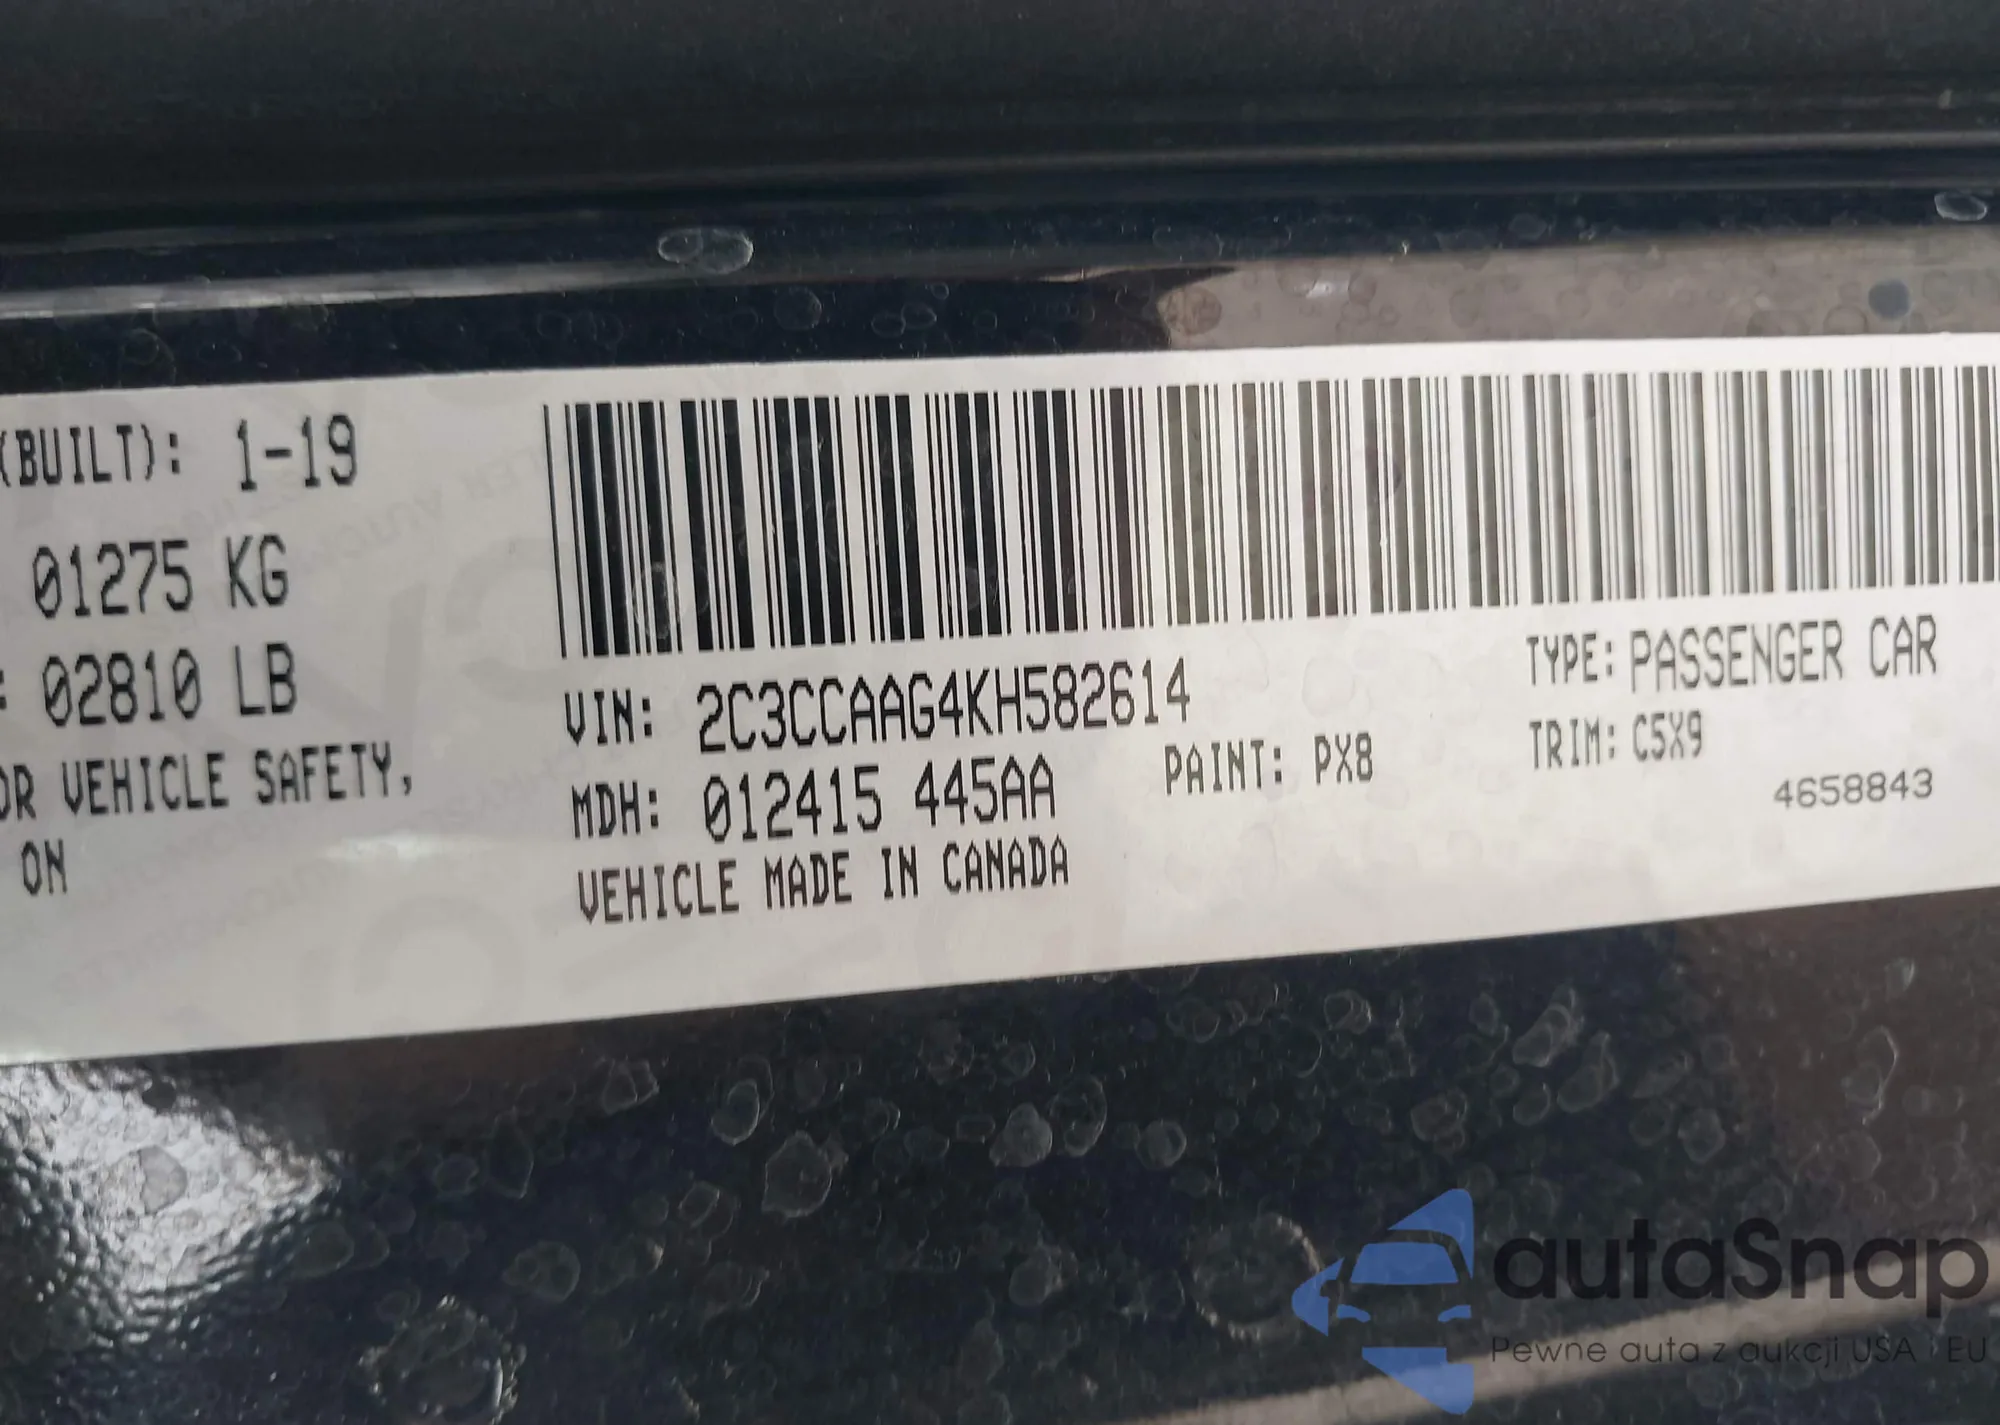 (BUILT): 1-19
01275 KG
: 02810 LB
OR VEHICLE SAFETY,
ON
VIN: 2C3CCAAG4KH582614
TYPE: PASSENGER CAR
MDH: 012415 445AA
PAINT: PX8
TRIM: C5X9
4658843
VEHICLE MADE IN CANADA
autaSnap
Pewne auta z aukcji USA i EU